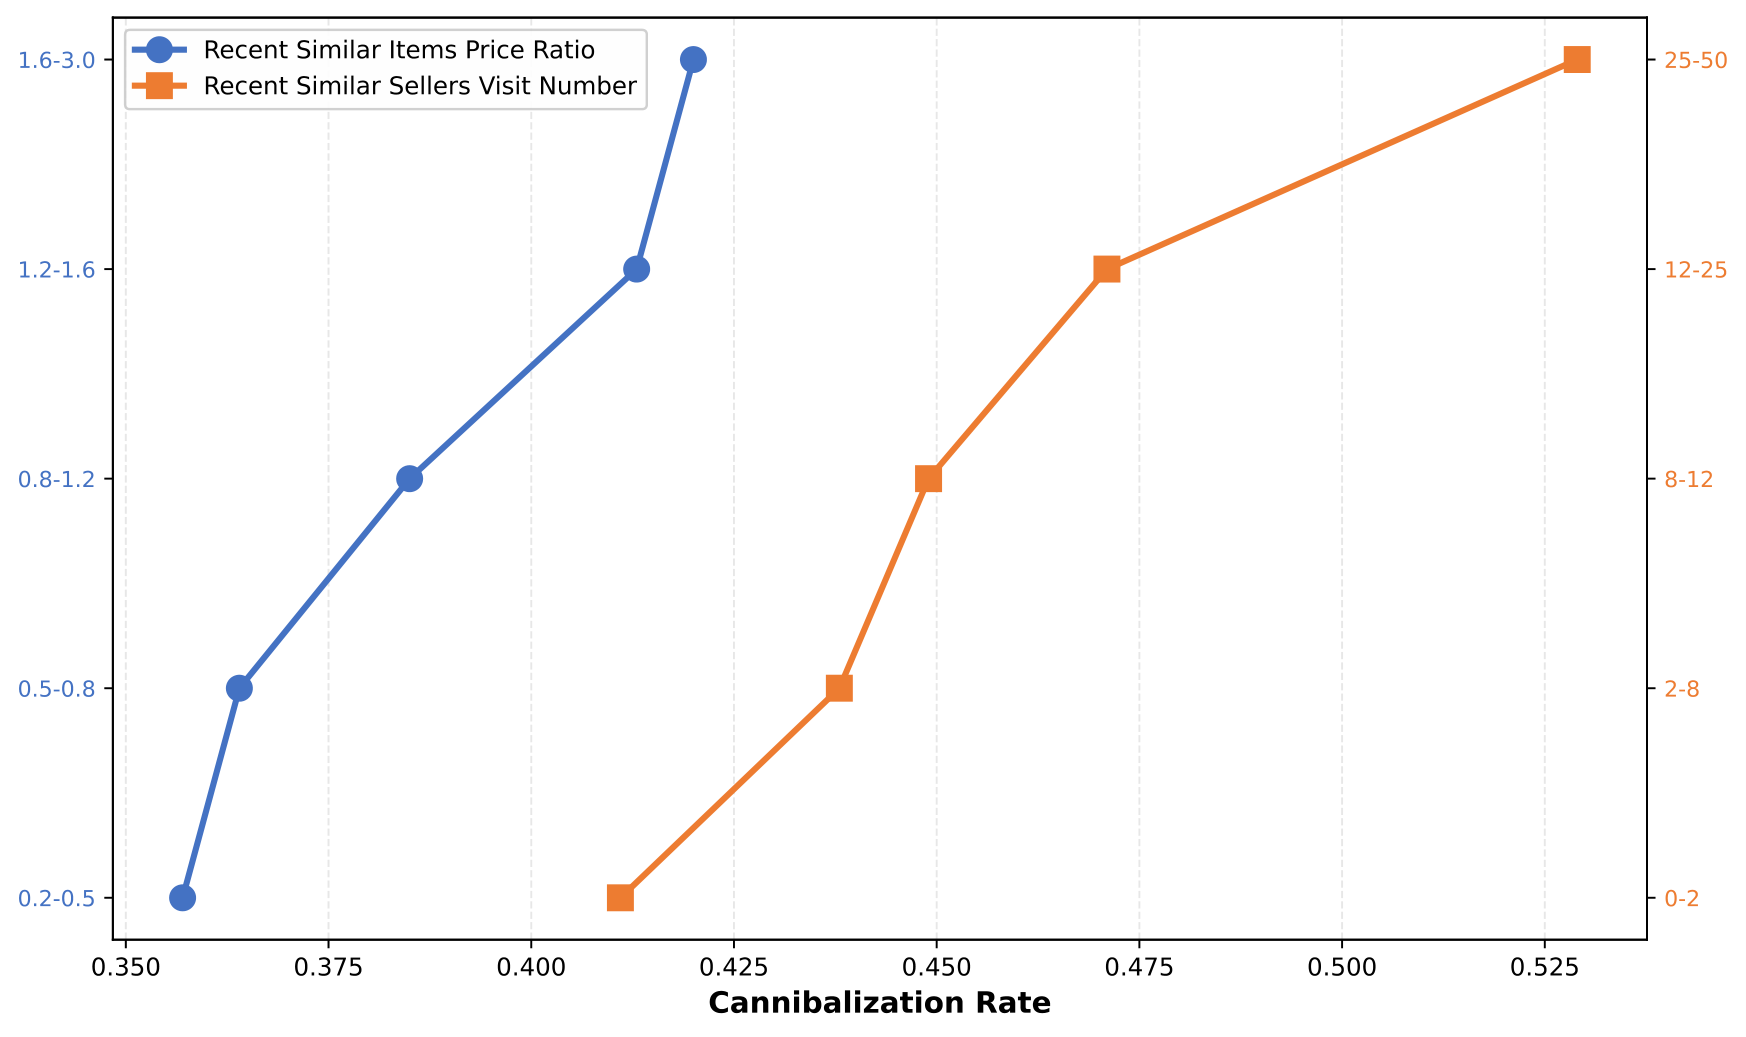 Recent Similar Items Price Ratio
Recent Similar Sellers Visit Number
1.6-3.0
1.2-1.6
0.8-1.2
0.5-0.8
0.2-0.5
25-50
12-25
8-12
2-8
0-2
0.350 0.375 0.400 0.425 0.450 0.475 0.500 0.525
Cannibalization Rate